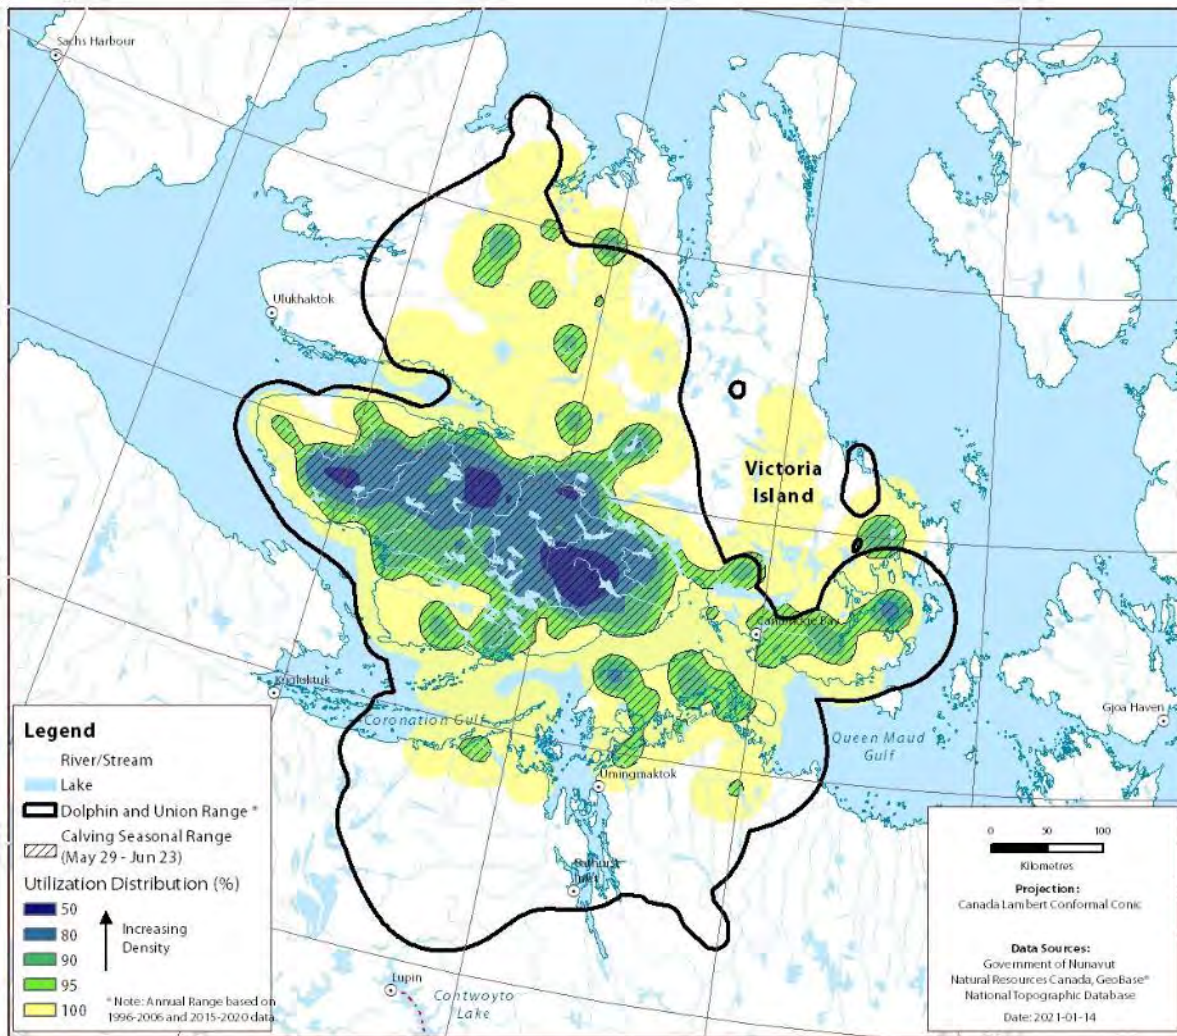 Sachs Harbour
Ulukhaktok
Victoria
Island
Cambridge Bay
Kugluktuk
Coronation Gulf
Queen Maud
Gulf
Gjoa Haven
Umingmaktok
Bathurst
Inlet
Lupin
Contwoyto
Lake
Legend
River/Stream
Lake
Dolphin and Union Range *
Calving Seasonal Range
(May 29 - Jun 23)
Utilization Distribution (%)
50
80
90
95
100
Increasing
Density
* Note: Annual Range based on
1996-2006 and 2015-2020 data.
0 50 100
Kilometres
Projection:
Canada Lambert Conformal Conic
Data Sources:
Government of Nunavut
Natural Resources Canada, GeoBase®
National Topographic Database
Date: 2021-01-14